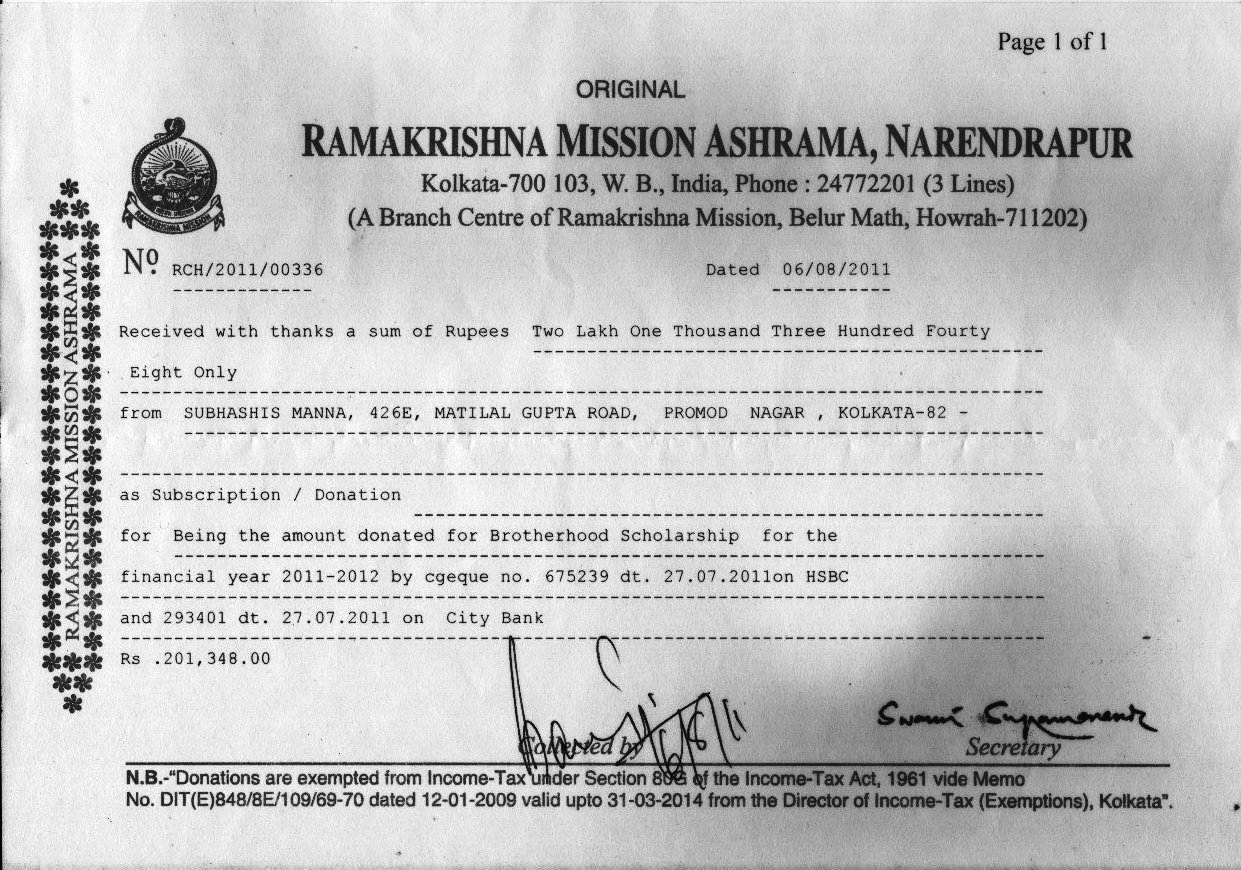 Page 1 of 1
ORIGINAL
RAMAKRISHNA MISSION ASHRAMA, NARENDRAPUR
Kolkata-700 103, W. B., India, Phone : 24772201 (3 Lines)
(A Branch Centre of Ramakrishna Mission, Belur Math, Howrah-711202)
RAMAKRISHNA MISSION
RAMAKRISHNA MISSION ASHRAMA
Nº RCH/2011/00336 Dated 06/08/2011
Received with thanks a sum of Rupees Two Lakh One Thousand Three Hundred Fourty
Eight Only
from SUBHASHIS MANNA, 426E, MATILAL GUPTA ROAD, PROMOD NAGAR , KOLKATA-82 -
as Subscription / Donation
for Being the amount donated for Brotherhood Scholarship for the
financial year 2011-2012 by cgeque no. 675239 dt. 27.07.2011on HSBC
and 293401 dt. 27.07.2011 on City Bank
Rs .201,348.00
Swami Suparnananda
Collected by Secretary
N.B.-“Donations are exempted from Income-Tax under Section 80G of the Income-Tax Act, 1961 vide Memo
No. DIT(E)848/8E/109/69-70 dated 12-01-2009 valid upto 31-03-2014 from the Director of Income-Tax (Exemptions), Kolkata”.